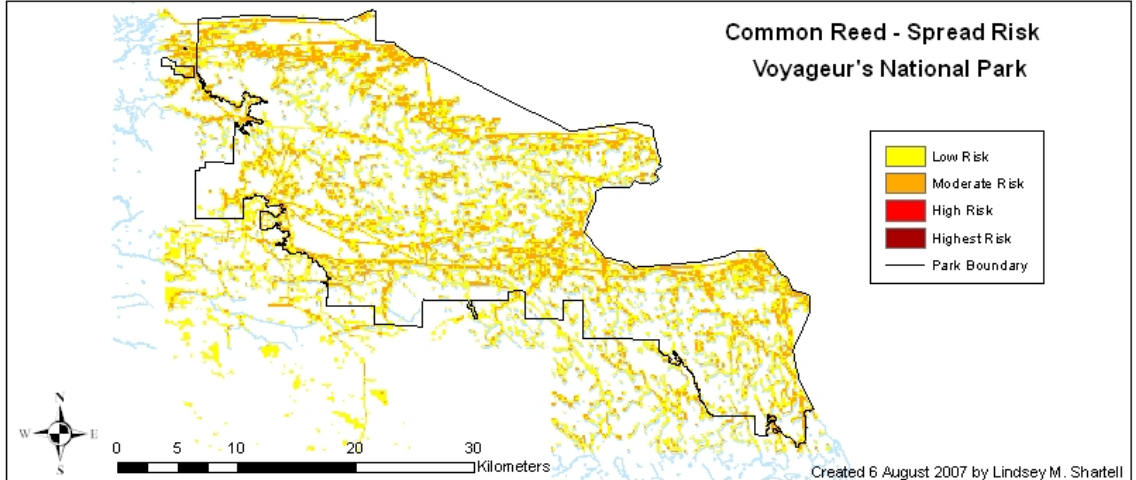 Common Reed - Spread Risk
Voyageur's National Park
Low Risk
Moderate Risk
High Risk
Highest Risk
Park Boundary
N
W E
S
0 5 10 20 30
Kilometers
Created 6 August 2007 by Lindsey M. Shartell